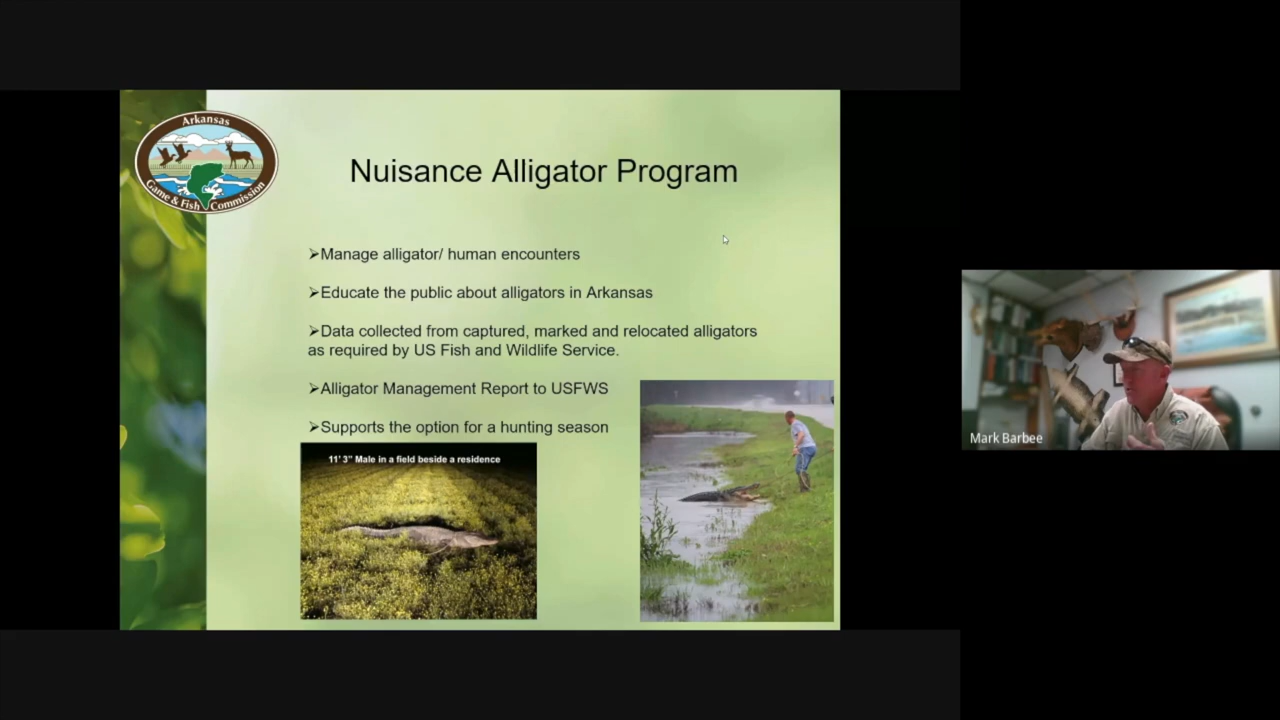 Arkansas
Game & Fish Commission
Nuisance Alligator Program
➢Manage alligator/ human encounters
➢Educate the public about alligators in Arkansas
➢Data collected from captured, marked and relocated alligators
as required by US Fish and Wildlife Service.
➢Alligator Management Report to USFWS
➢Supports the option for a hunting season
11' 3" Male in a field beside a residence
Mark Barbee